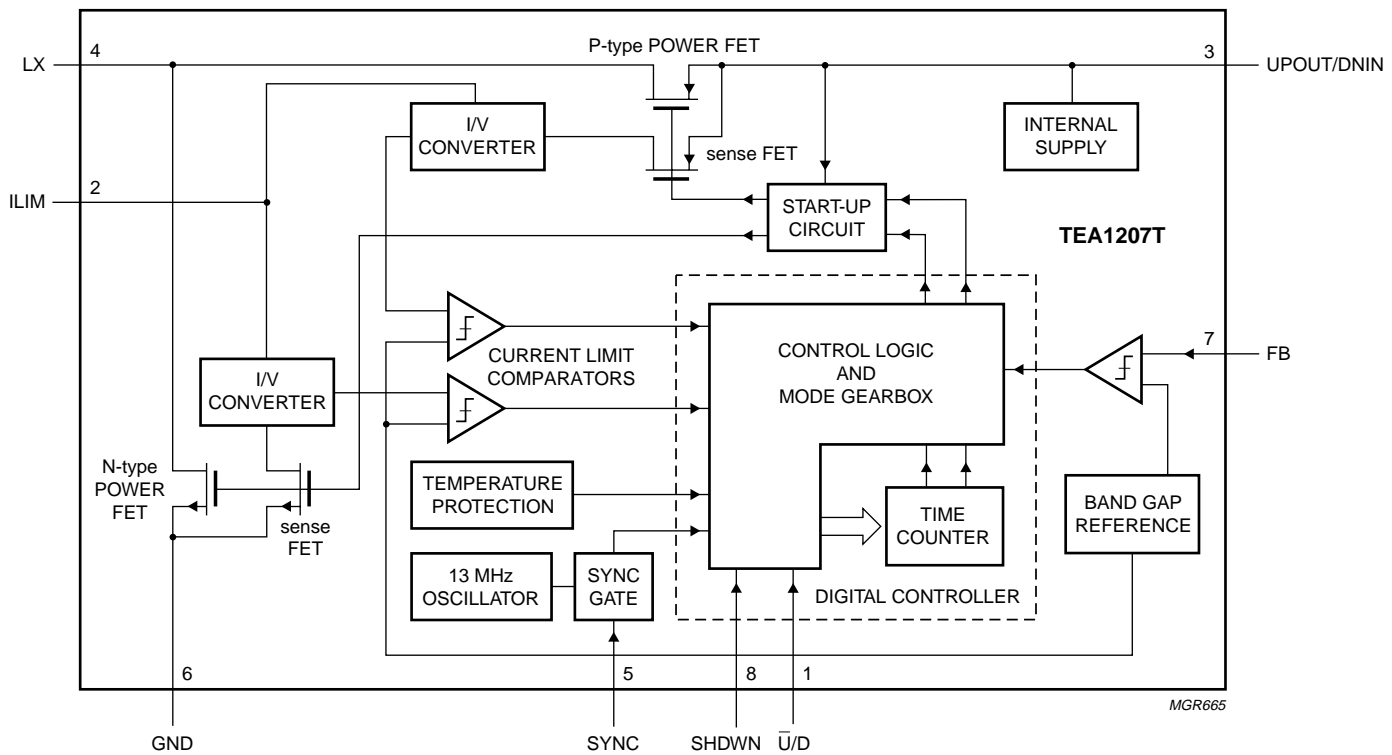 P-type POWER FET
4
3
LX
UPOUT/DNIN
I/V
CONVERTER
INTERNAL
SUPPLY
sense FET
2
ILIM
START-UP
CIRCUIT
TEA1207T
CURRENT LIMIT
COMPARATORS
CONTROL LOGIC
AND
MODE GEARBOX
7
FB
I/V
CONVERTER
N-type
POWER
FET
sense
FET
TEMPERATURE
PROTECTION
TIME
COUNTER
BAND GAP
REFERENCE
13 MHz
OSCILLATOR
SYNC
GATE
DIGITAL CONTROLLER
6
5
8
1
MGR665
GND
SYNC
SHDWN
U̅/D